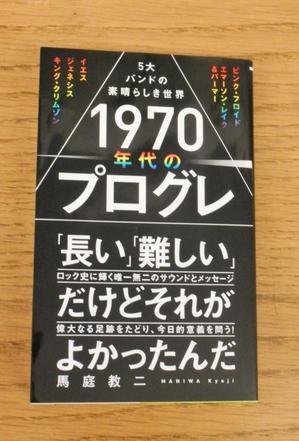 5大
バンドの
素晴らしき世界
ピンク・フロイド
エマーソン・レイク
&パーマー
イエス
ジェネシス
キング・クリムゾン
1970
年代の
プログレ
「長い」「難しい」
ロック史に輝く唯一無二のサウンドとメッセージ
だけどそれが
偉大なる足跡をたどり、今日的意義を問う!
よかったんだ
馬庭教二 MANIWA Kyoji